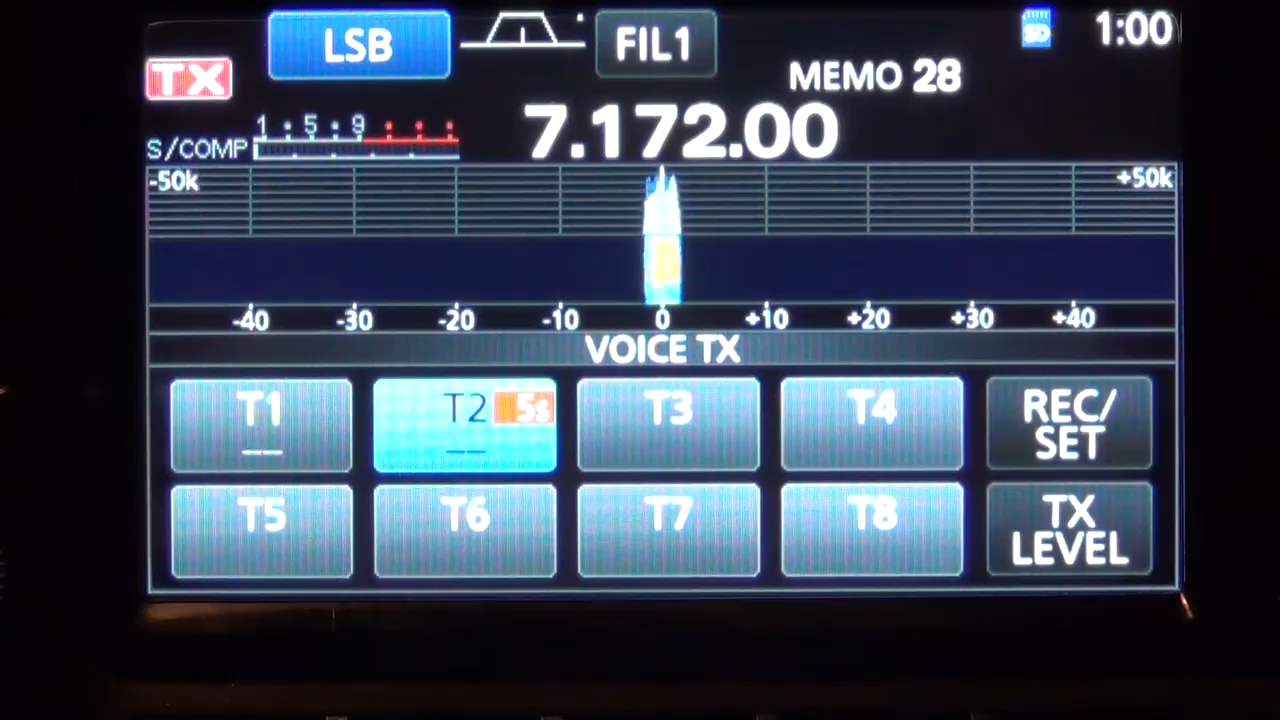 LSB
FIL1
SD
1:00
TX
MEMO 28
7.172.00
S/COMP
1 5 9
-50k
+50k
-40 -30 -20 -10 0 +10 +20 +30 +40
VOICE TX
T1 T2 5s T3 T4 REC/
SET
T5 T6 T7 T8 TX
LEVEL